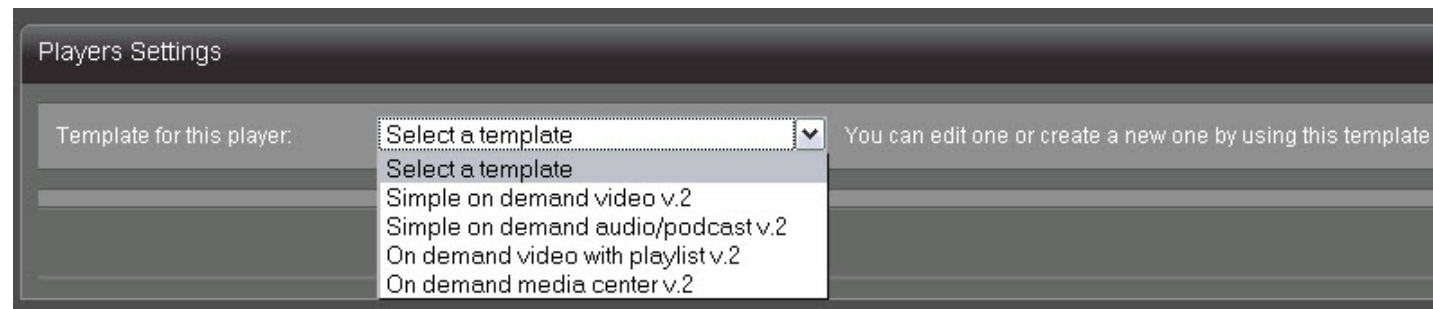 Players Settings
Template for this player: Select a template You can edit one or create a new one by using this template
Select a template
Simple on demand video v.2
Simple on demand audio/podcast v.2
On demand video with playlist v.2
On demand media center v.2